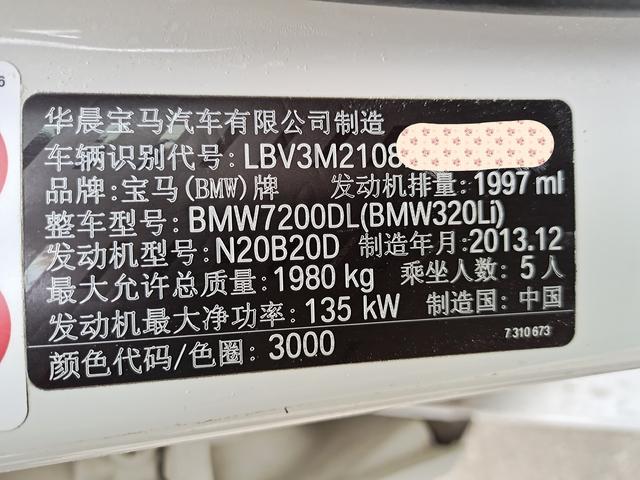 华晨宝马汽车有限公司制造
车辆识别代号: LBV3M2108
品牌: 宝马(BMW)牌 发动机排量: 1997 ml
整车型号: BMW7200DL(BMW320Li)
发动机型号: N20B20D 制造年月: 2013.12
最大允许总质量: 1980 kg 乘坐人数: 5 人
发动机最大净功率: 135 kW 制造国: 中国
7 310 673
颜色代码/色圈: 3000
6